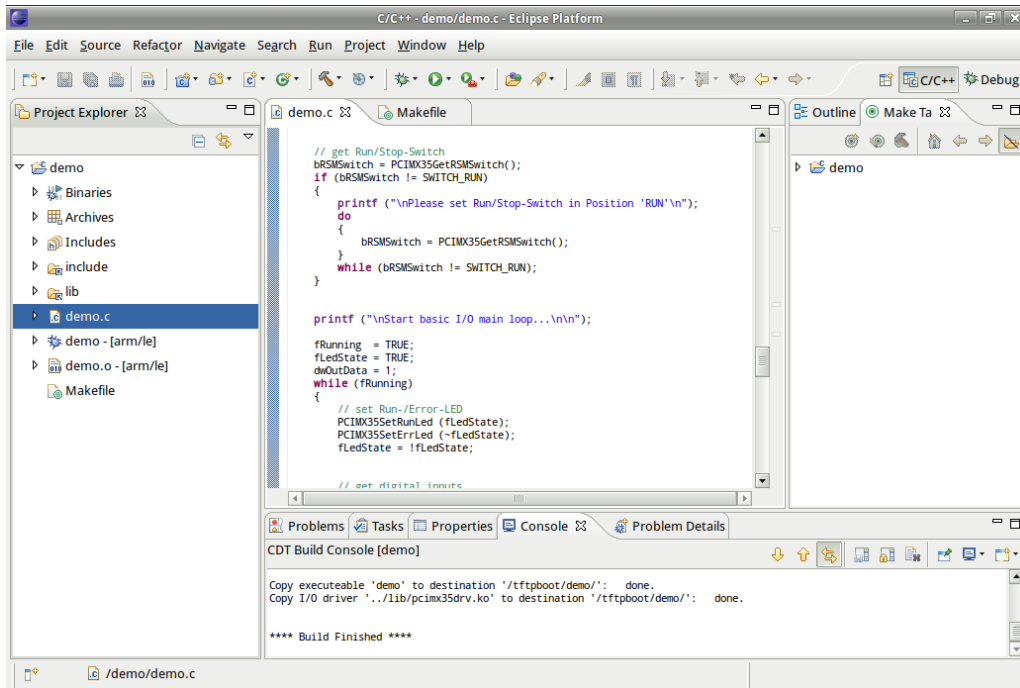 C/C++ - demo/demo.c - Eclipse Platform
File Edit Source Refactor Navigate Search Run Project Window Help
C/C++ Debug
Project Explorer
demo
Binaries
Archives
Includes
include
lib
demo.c
demo - [arm/le]
demo.o - [arm/le]
Makefile
demo.c Makefile
// get Run/Stop-Switch
bRSMSwitch = PCIMX35GetRSMSwitch();
if (bRSMSwitch != SWITCH_RUN)
{
printf ("\nPlease set Run/Stop-Switch in Position 'RUN'\n");
do
{
bRSMSwitch = PCIMX35GetRSMSwitch();
}
while (bRSMSwitch != SWITCH_RUN);
}
printf ("\nStart basic I/O main loop...\n\n");
fRunning = TRUE;
fLedState = TRUE;
dwOutData = 1;
while (fRunning)
{
// set Run-/Error-LED
PCIMX35SetRunLed (fLedState);
PCIMX35SetErrLed (~fLedState);
fLedState = !fLedState;
// get digital inputs
Outline Make Ta
demo
Problems Tasks Properties Console Problem Details
CDT Build Console [demo]
Copy executeable 'demo' to destination '/tftpboot/demo/': done.
Copy I/O driver '../lib/pcimx35drv.ko' to destination '/tftpboot/demo/': done.
**** Build Finished ****
/demo/demo.c